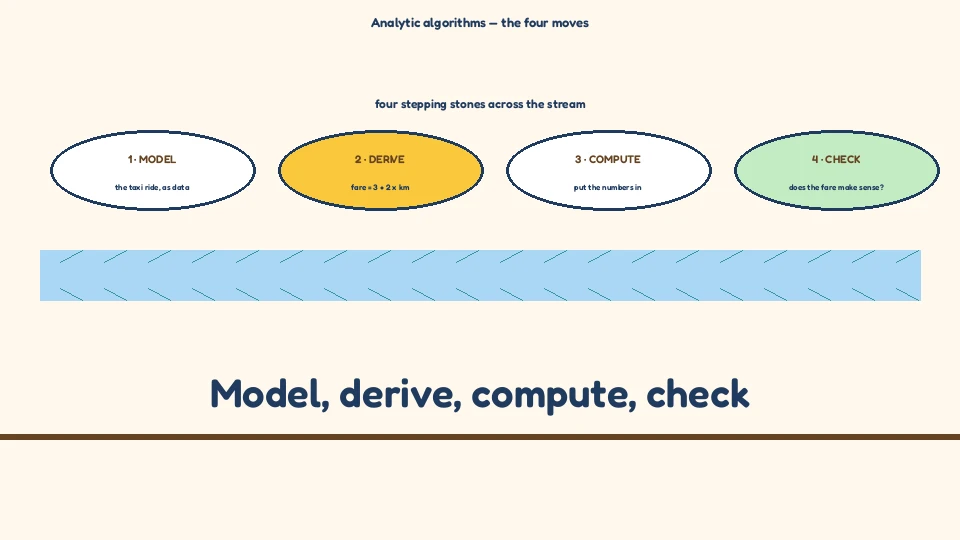 Analytic algorithms — the four moves
four stepping stones across the stream
1 · MODEL
the taxi ride, as data
2 · DERIVE
fare = 3 + 2 x km
3 · COMPUTE
put the numbers in
4 · CHECK
does the fare make sense?
Model, derive, compute, check